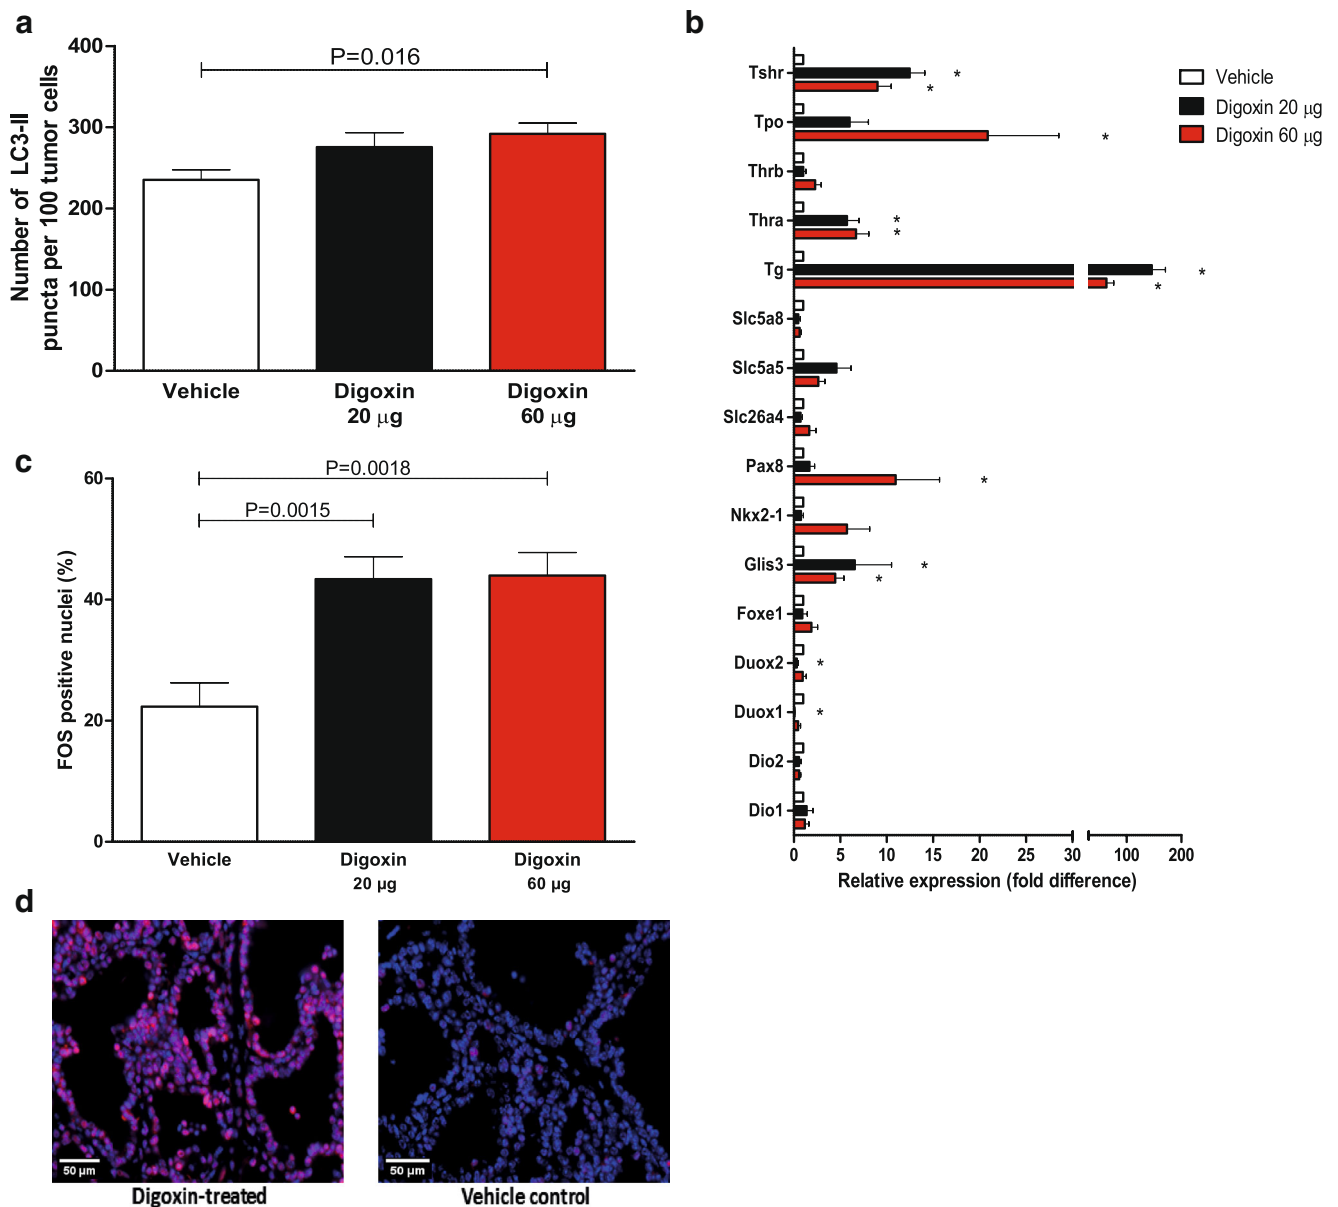 a
400
300
200
100
0
Number of LC3-II
puncta per 100 tumor cells
P=0.016
Vehicle
Digoxin
20 µg
Digoxin
60 µg
b
Tshr
Tpo
Thrb
Thra
Tg
Slc5a8
Slc5a5
Slc26a4
Pax8
Nkx2-1
Glis3
Foxe1
Duox2
Duox1
Dio2
Dio1
* * * * * * * * * * * * *
0 5 10 15 20 25 30 100 200
Relative expression (fold difference)
Vehicle
Digoxin 20 µg
Digoxin 60 µg
c
60
40
20
0
FOS positive nuclei (%)
P=0.0018
P=0.0015
Vehicle
Digoxin
20 µg
Digoxin
60 µg
d
50 µm
50 µm
Digoxin-treated
Vehicle control